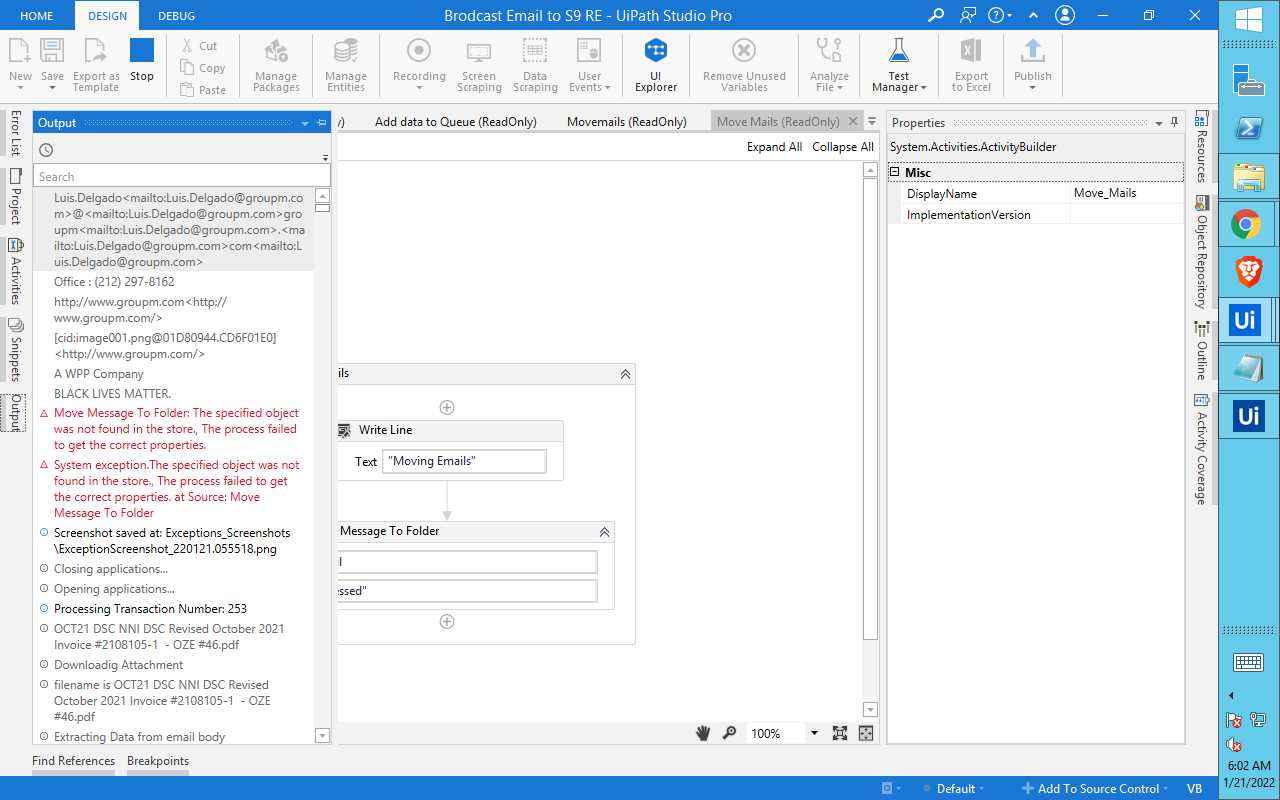 HOME
DESIGN
DEBUG
Brodcast Email to S9 RE - UiPath Studio Pro
New
Save
Export as
Template
Stop
Cut
Copy
Paste
Manage
Packages
Manage
Entities
Recording
Screen
Scraping
Data
Scraping
User
Events
UI
Explorer
Remove Unused
Variables
Analyze
File
Test
Manager
Export
to Excel
Publish
Error List
Project
Activities
Snippets
Output
Output
Search
Luis.Delgado<mailto:Luis.Delgado@groupm.co
m>@<mailto:Luis.Delgado@groupm.com>gro
upm<mailto:Luis.Delgado@groupm.com>.<ma
ilto:Luis.Delgado@groupm.com>com<mailto:L
uis.Delgado@groupm.com>
Office : (212) 297-8162
http://www.groupm.com<http://
www.groupm.com/>
[cid:image001.png@01D80944.CD6F01E0]
<http://www.groupm.com/>
A WPP Company
BLACK LIVES MATTER.
Move Message To Folder: The specified object
was not found in the store., The process failed
to get the correct properties.
System exception.The specified object was not
found in the store., The process failed to get
the correct properties. at Source: Move
Message To Folder
Screenshot saved at: Exceptions_Screenshots
\ExceptionScreenshot_220121.055518.png
Closing applications...
Opening applications...
Processing Transaction Number: 253
OCT21 DSC NNI DSC Revised October 2021
Invoice #2108105-1  - OZE #46.pdf
Downloadig Attachment
filename is OCT21 DSC NNI DSC Revised
October 2021 Invoice #2108105-1  - OZE
#46.pdf
Extracting Data from email body
Find References
Breakpoints
y)
Add data to Queue (ReadOnly)
Movemails (ReadOnly)
Move Mails (ReadOnly)
Expand All
Collapse All
ils
Write Line
Text
"Moving Emails"
Message To Folder
il
essed"
100%
Properties
System.Activities.ActivityBuilder
Misc
DisplayName
Move_Mails
ImplementationVersion
Resources
Object Repository
Outline
Activity Coverage
Default
Add To Source Control
VB
Ui
Ui
6:02 AM
1/21/2022